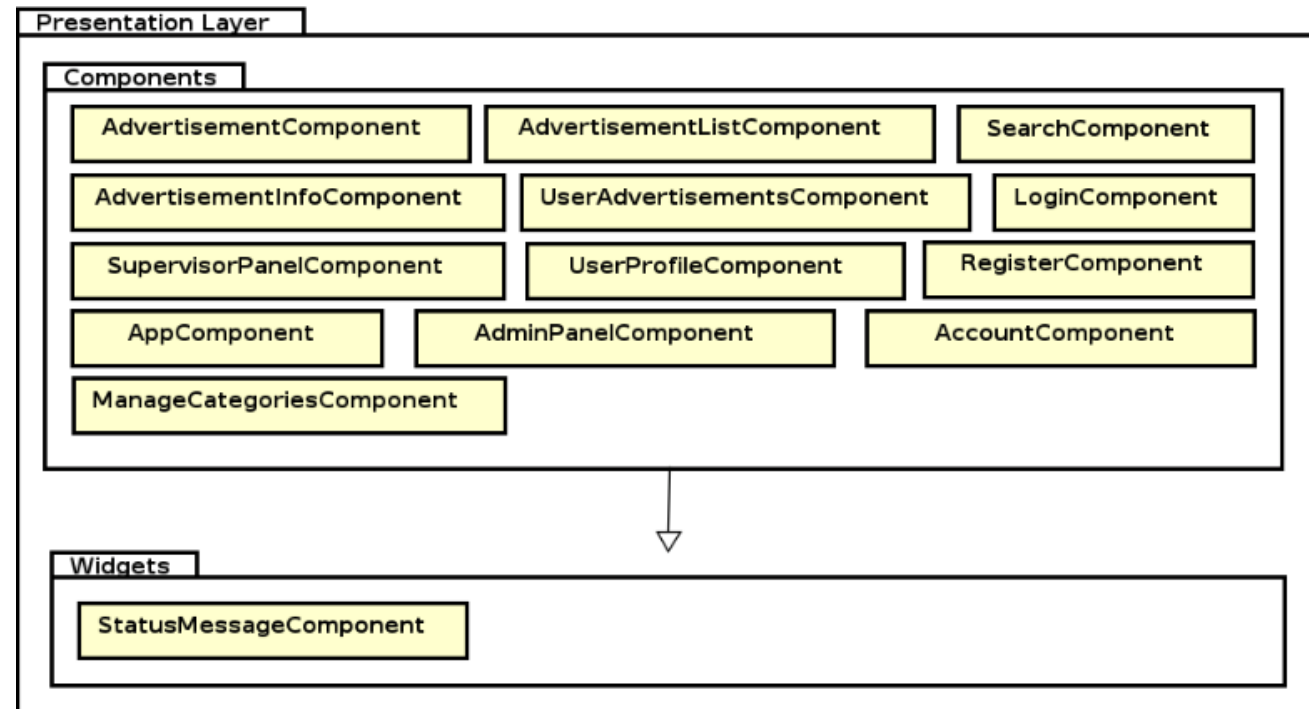 Presentation Layer
Components
AdvertisementComponent
AdvertisementListComponent
SearchComponent
AdvertisementInfoComponent
UserAdvertisementsComponent
LoginComponent
SupervisorPanelComponent
UserProfileComponent
RegisterComponent
AppComponent
AdminPanelComponent
AccountComponent
ManageCategoriesComponent
Widgets
StatusMessageComponent